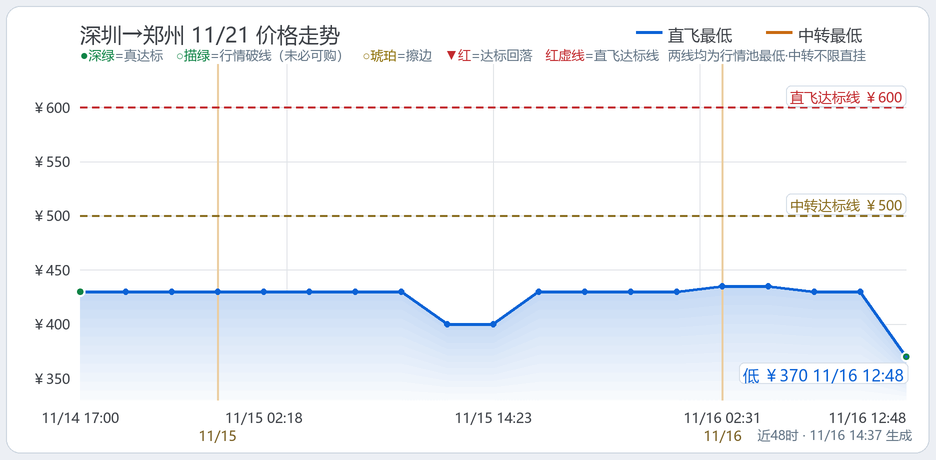 深圳→郑州 11/21 价格走势
直飞最低 中转最低
●深绿=真达标 ○描绿=行情破线（未必可购） ○琥珀=擦边 ▼红=达标回落 红虚线=直飞达标线 两线均为行情池最低·中转不限直挂
¥600
直飞达标线 ¥600
¥550
¥500
中转达标线 ¥500
¥450
¥400
¥350
低 ¥370 11/16 12:48
11/14 17:00 11/15 02:18 11/15 14:23 11/16 02:31 11/16 12:48
11/15 11/16 近48时 · 11/16 14:37 生成